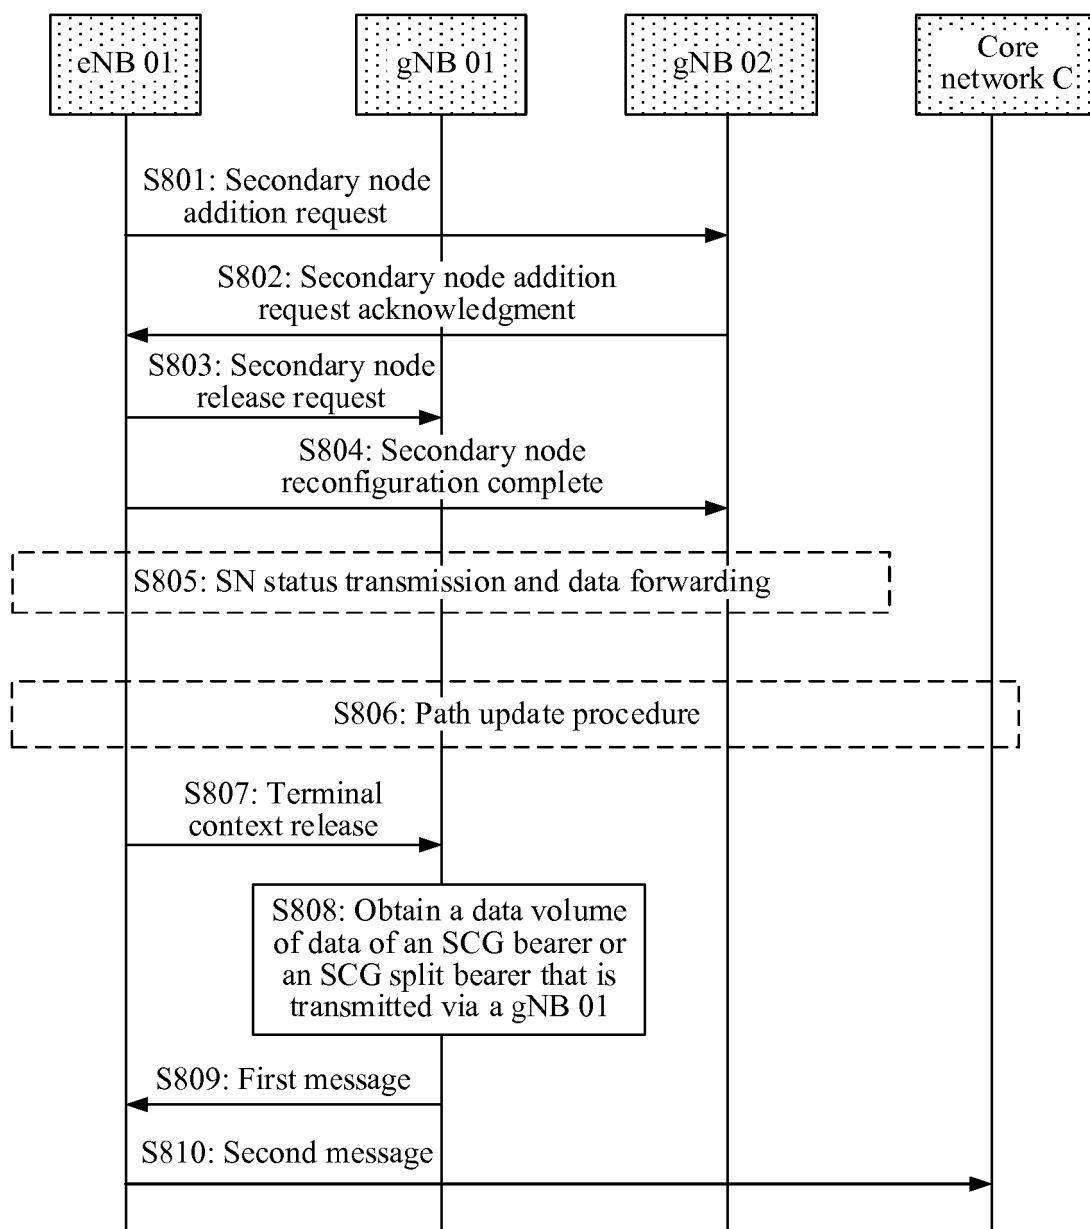 eNB 01
gNB 01
gNB 02
Core
network C
S801: Secondary node
addition request
S802: Secondary node addition
request acknowledgment
S803: Secondary node
release request
S804: Secondary node
reconfiguration complete
S805: SN status transmission and data forwarding
S806: Path update procedure
S807: Terminal
context release
S808: Obtain a data volume
of data of an SCG bearer or
an SCG split bearer that is
transmitted via a gNB 01
S809: First message
S810: Second message